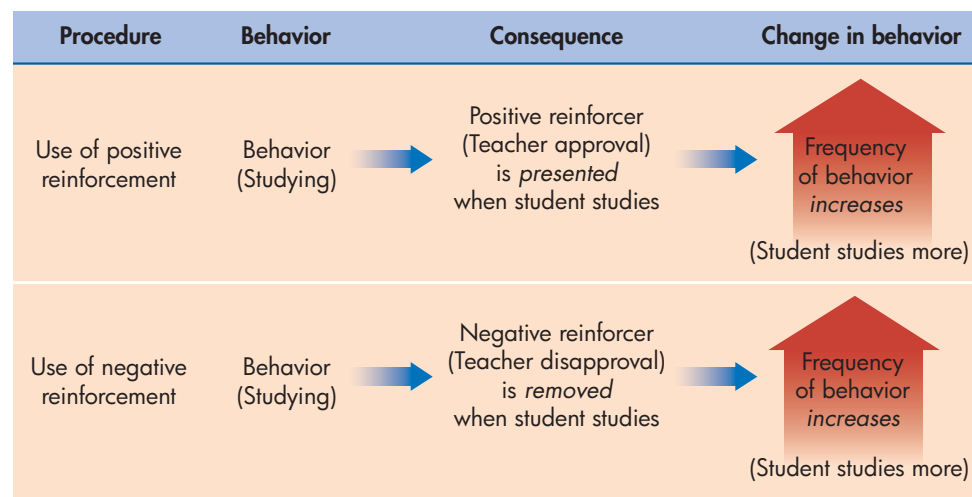 Procedure Behavior Consequence Change in behavior
Use of positive
reinforcement
Behavior
(Studying)
Positive reinforcer
(Teacher approval)
is presented
when student studies
Frequency
of behavior
increases
(Student studies more)
Use of negative
reinforcement
Behavior
(Studying)
Negative reinforcer
(Teacher disapproval)
is removed
when student studies
Frequency
of behavior
increases
(Student studies more)